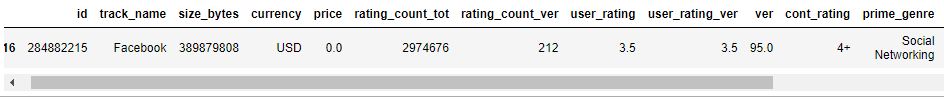 id track_name size_bytes currency price rating_count_tot rating_count_ver user_rating user_rating_ver ver cont_rating prime_genre
16 284882215 Facebook 389879808 USD 0.0 2974676 212 3.5 3.5 95.0 4+ Social
Networking